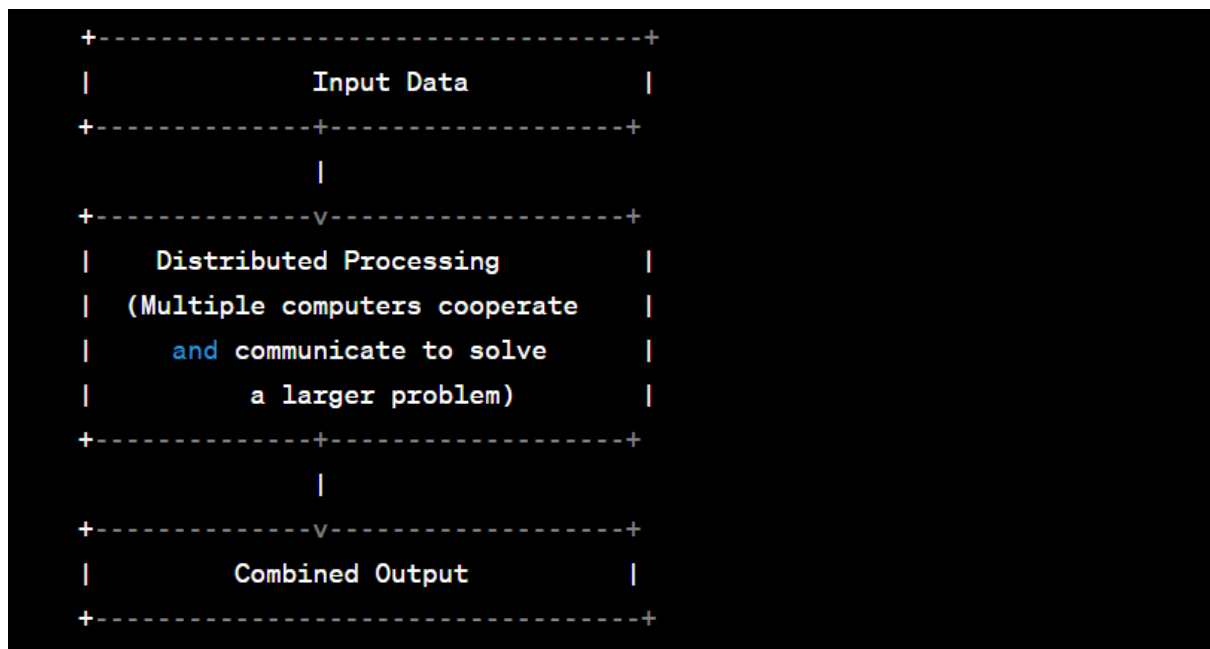 +-----------------------------------+
|              Input Data           |
+--------------+-------------------+
|
+--------------v-------------------+
|    Distributed Processing         |
|  (Multiple computers cooperate    |
|     and communicate to solve      |
|          a larger problem)        |
+--------------+-------------------+
|
+--------------v-------------------+
|         Combined Output          |
+-----------------------------------+